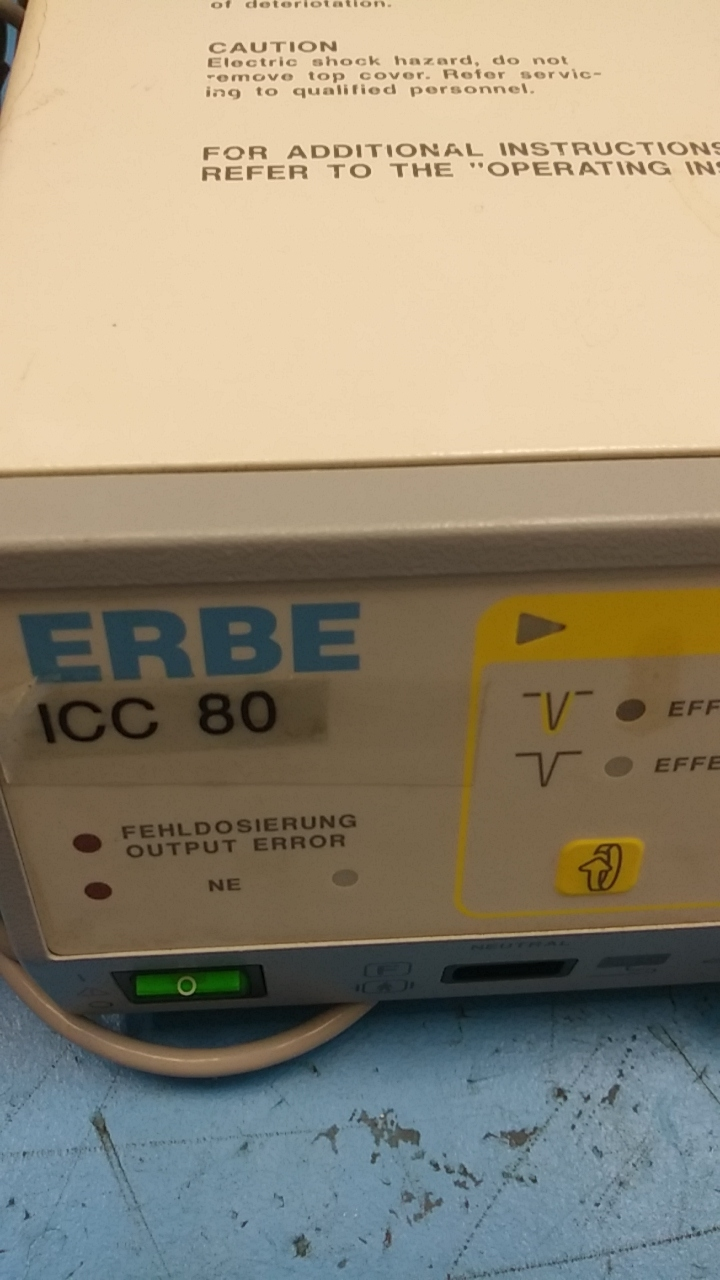 of deteriotation.
CAUTION
Electric shock hazard, do not
remove top cover. Refer servic-
ing to qualified personnel.
FOR ADDITIONAL INSTRUCTIONS
REFER TO THE "OPERATING INS
ERBE
ICC 80
EFF
EFFE
FEHLDOSIERUNG
OUTPUT ERROR
NE
NEUTRAL
F